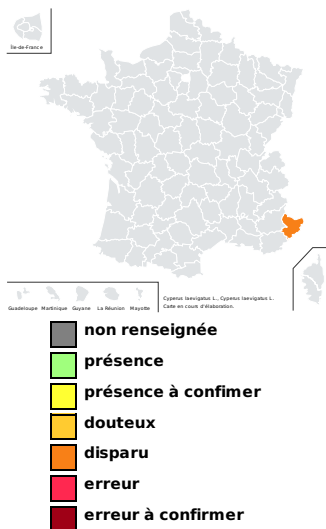 Île-de-France
Guadeloupe Martinique Guyane La Réunion Mayotte
Cyperus laevigatus L., Cyperus laevigatus L.
Carte en cours d'élaboration.
non renseignée
présence
présence à confimer
douteux
disparu
erreur
erreur à confirmer